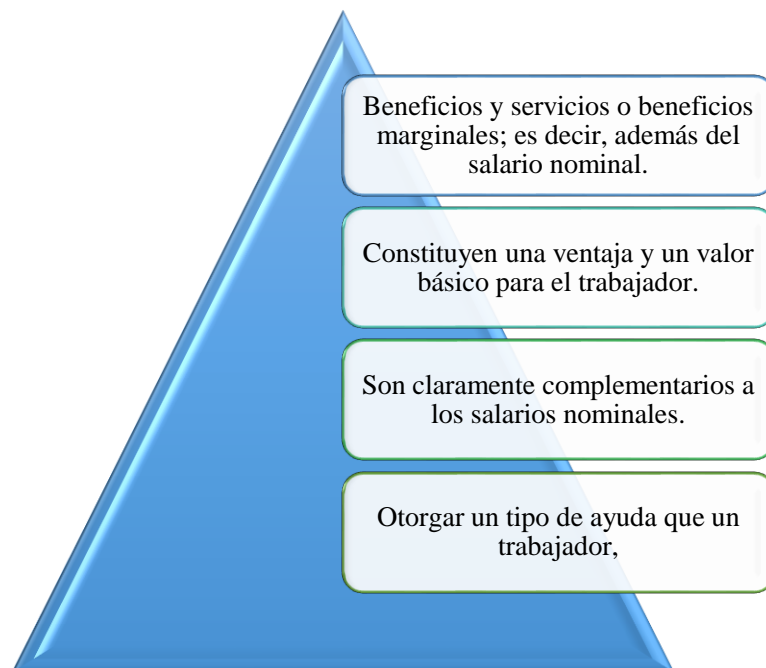 Beneficios y servicios o beneficios
marginales; es decir, además del
salario nominal.
Constituyen una ventaja y un valor
básico para el trabajador.
Son claramente complementarios a
los salarios nominales.
Otorgar un tipo de ayuda que un
trabajador,